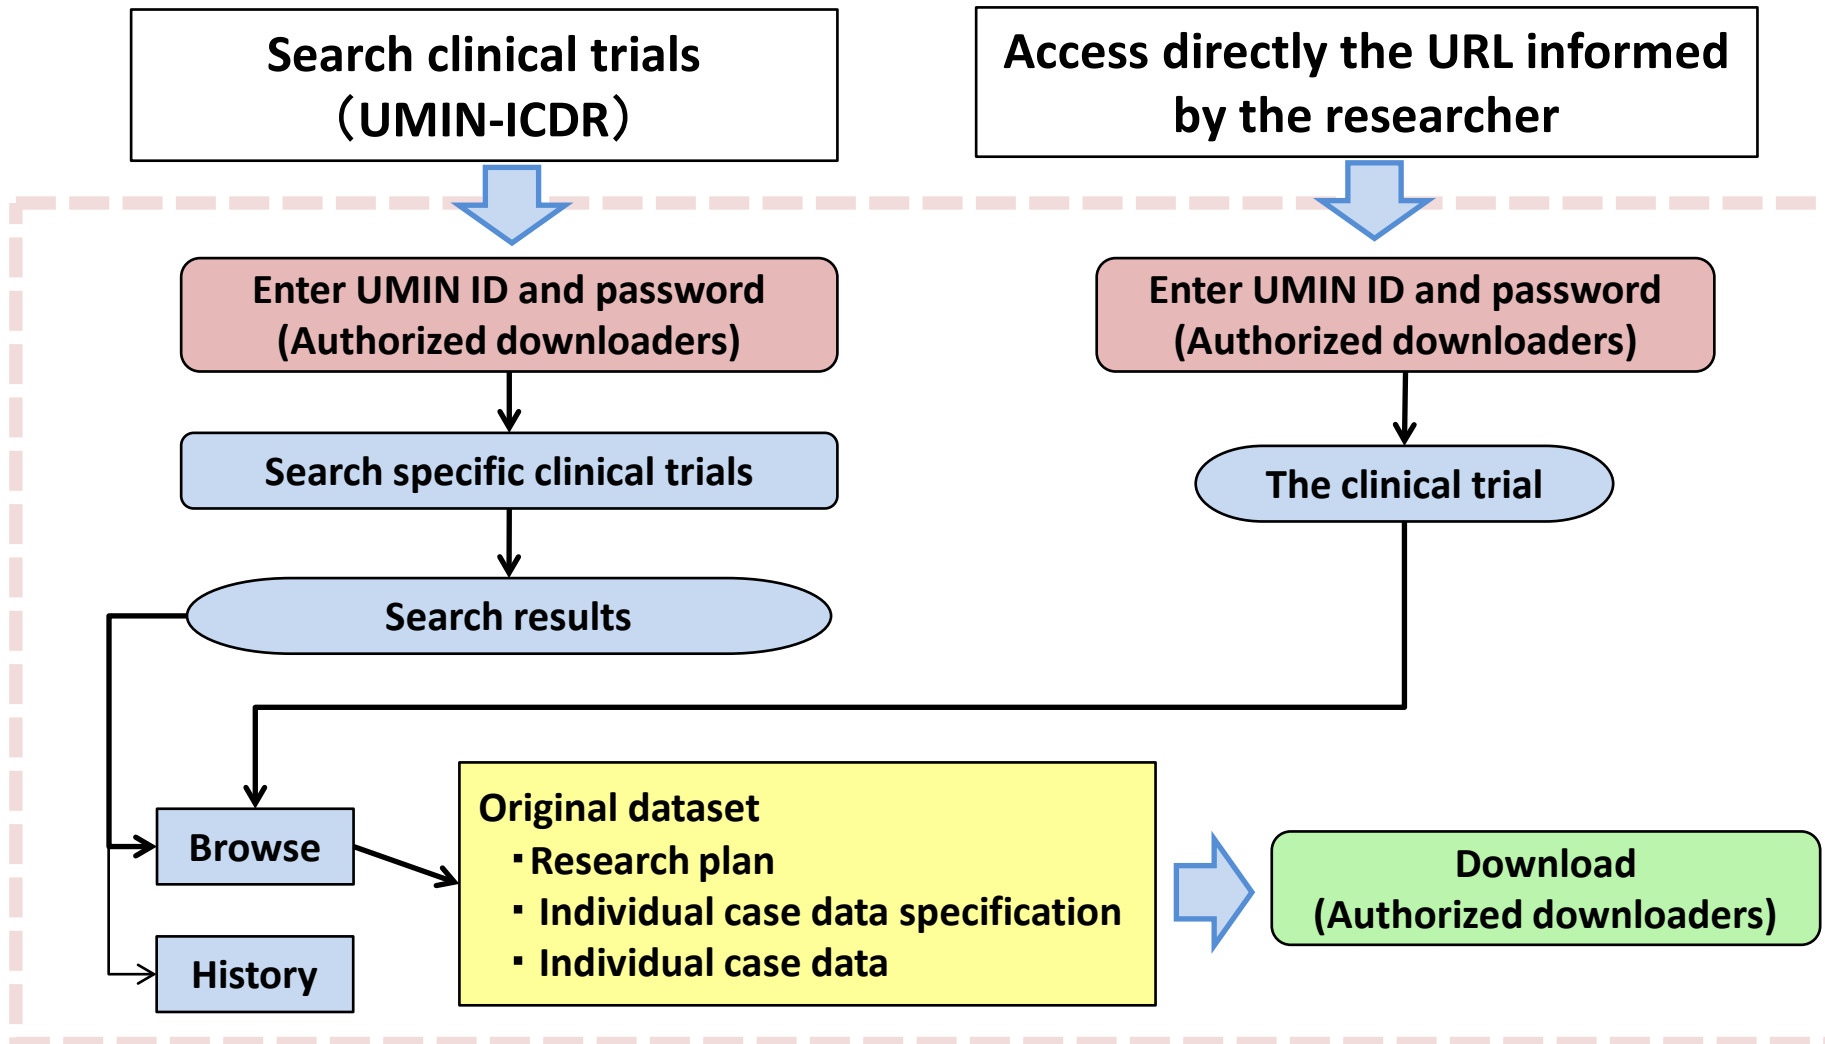 Search clinical trials
（UMIN-ICDR）
Access directly the URL informed
by the researcher
Enter UMIN ID and password
(Authorized downloaders)
Enter UMIN ID and password
(Authorized downloaders)
Search specific clinical trials
The clinical trial
Search results
Browse
History
Original dataset
・Research plan
・ Individual case data specification
・ Individual case data
Download
(Authorized downloaders)